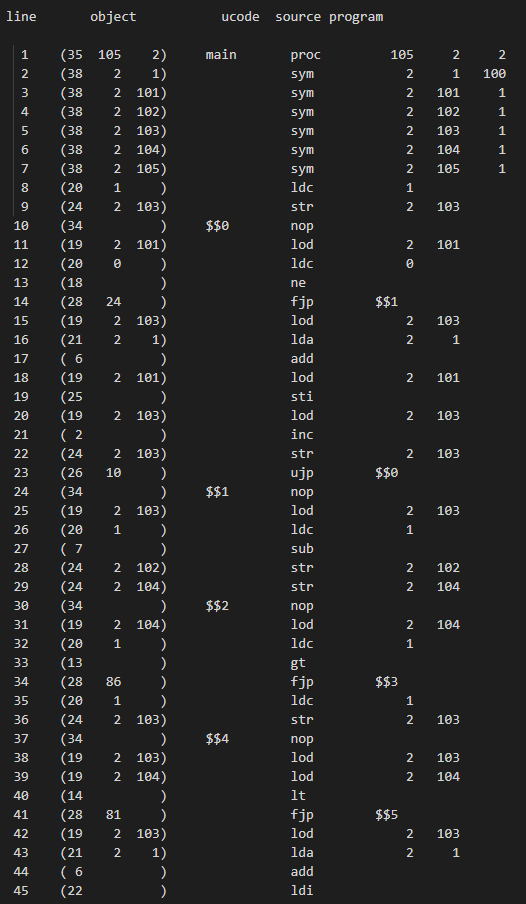 line object ucode source program
1 (35 105 2) main proc 105 2 2
2 (38 2 1) sym 2 1 100
3 (38 2 101) sym 2 101 1
4 (38 2 102) sym 2 102 1
5 (38 2 103) sym 2 103 1
6 (38 2 104) sym 2 104 1
7 (38 2 105) sym 2 105 1
8 (20 1 ) ldc 1
9 (24 2 103) str 2 103
10 (34 ) $$0 nop
11 (19 2 101) lod 2 101
12 (20 0 ) ldc 0
13 (18 ) ne
14 (28 24 ) fjp $$1
15 (19 2 103) lod 2 103
16 (21 2 1) lda 2 1
17 ( 6 ) add
18 (19 2 101) lod 2 101
19 (25 ) sti
20 (19 2 103) lod 2 103
21 ( 2 ) inc
22 (24 2 103) str 2 103
23 (26 10 ) ujp $$0
24 (34 ) $$1 nop
25 (19 2 103) lod 2 103
26 (20 1 ) ldc 1
27 ( 7 ) sub
28 (24 2 102) str 2 102
29 (24 2 104) str 2 104
30 (34 ) $$2 nop
31 (19 2 104) lod 2 104
32 (20 1 ) ldc 1
33 (13 ) gt
34 (28 86 ) fjp $$3
35 (20 1 ) ldc 1
36 (24 2 103) str 2 103
37 (34 ) $$4 nop
38 (19 2 103) lod 2 103
39 (19 2 104) lod 2 104
40 (14 ) lt
41 (28 81 ) fjp $$5
42 (19 2 103) lod 2 103
43 (21 2 1) lda 2 1
44 ( 6 ) add
45 (22 ) ldi